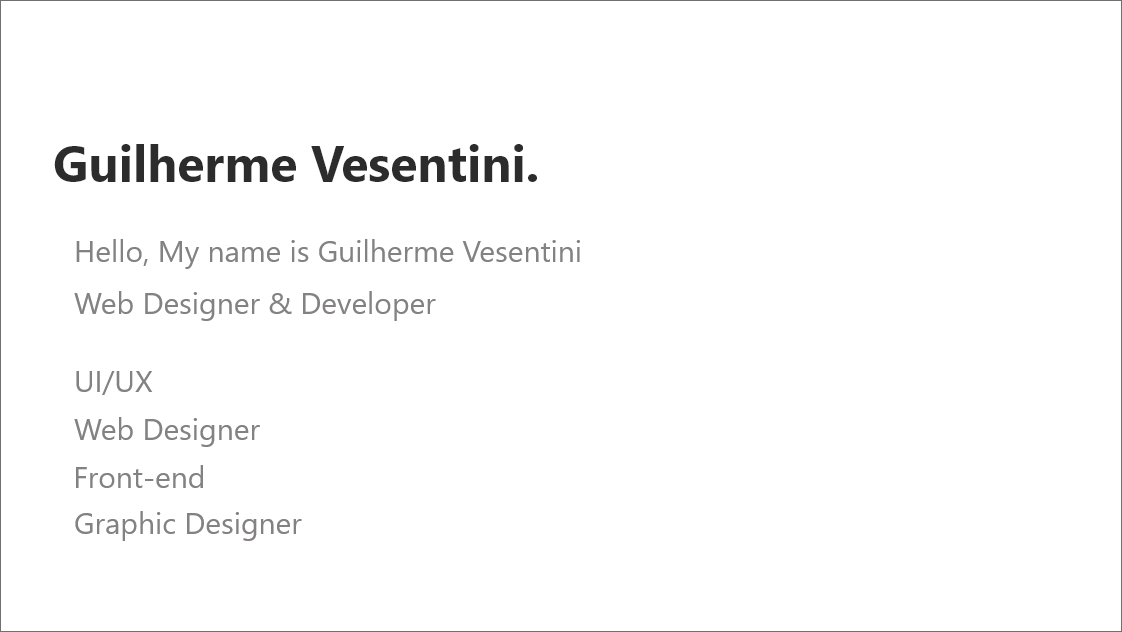 Guilherme Vesentini.
Hello, My name is Guilherme Vesentini
Web Designer & Developer
UI/UX
Web Designer
Front-end
Graphic Designer